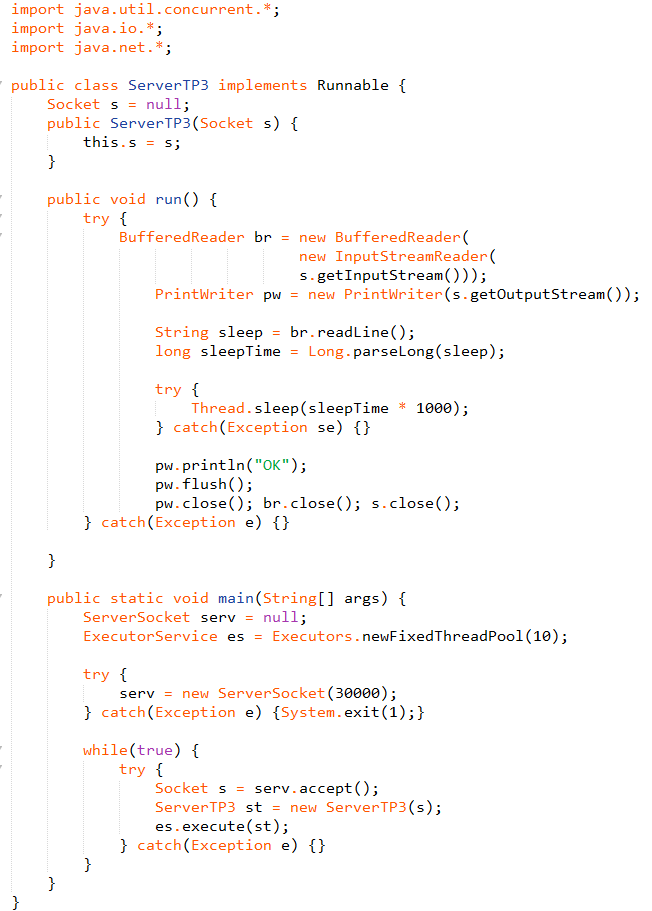 import java.util.concurrent.*;
import java.io.*;
import java.net.*;

public class ServerTP3 implements Runnable {
    Socket s = null;
    public ServerTP3(Socket s) {
        this.s = s;
    }

    public void run() {
        try {
            BufferedReader br = new BufferedReader(
                                new InputStreamReader(
                                s.getInputStream()));
                PrintWriter pw = new PrintWriter(s.getOutputStream());

                String sleep = br.readLine();
                long sleepTime = Long.parseLong(sleep);

                try {
                    Thread.sleep(sleepTime * 1000);
                } catch(Exception se) {}

                pw.println("OK");
                pw.flush();
                pw.close(); br.close(); s.close();
        } catch(Exception e) {}

    }

    public static void main(String[] args) {
        ServerSocket serv = null;
        ExecutorService es = Executors.newFixedThreadPool(10);

        try {
            serv = new ServerSocket(30000);
        } catch(Exception e) {System.exit(1);}

        while(true) {
            try {
                Socket s = serv.accept();
                ServerTP3 st = new ServerTP3(s);
                es.execute(st);
            } catch(Exception e) {}
        }
    }
}